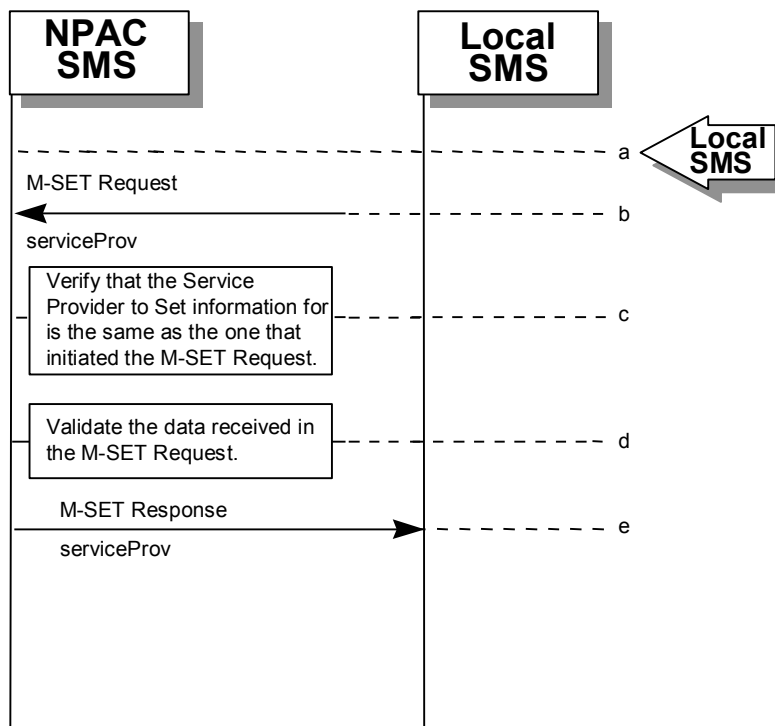 NPAC
SMS
Local
SMS
a
Local
SMS
M-SET Request
b
serviceProv
Verify that the Service
Provider to Set information for
is the same as the one that
initiated the M-SET Request.
c
Validate the data received in
the M-SET Request.
d
M-SET Response
e
serviceProv